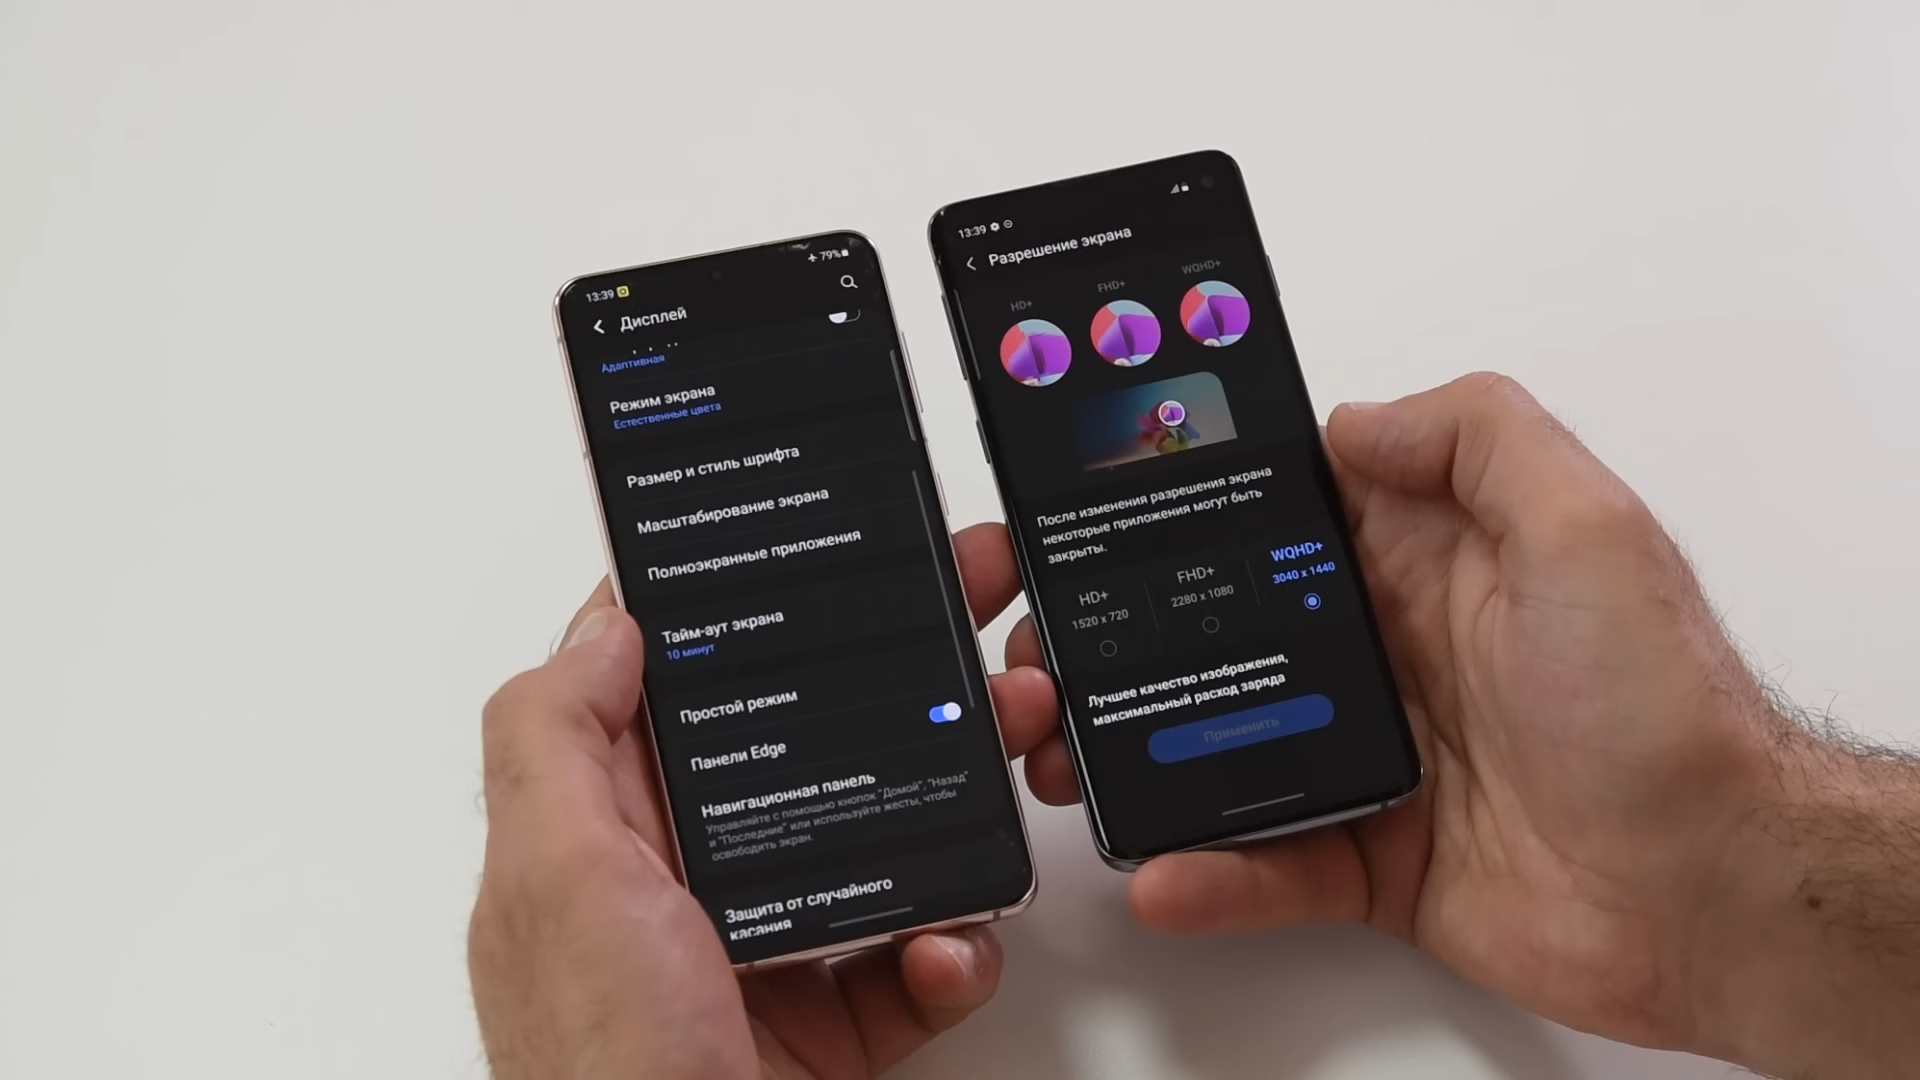 13:39
79%
Дисплей
Адаптивная
Режим экрана
Естественные цвета
Размер и стиль шрифта
Масштабирование экрана
Полноэкранные приложения
Тайм-аут экрана
10 минут
Простой режим
Панели Edge
Навигационная панель
Управляйте с помощью кнопок "Домой", "Назад"
и "Последние" или используйте жесты, чтобы
освободить экран.
Защита от случайного
касания
13:39
Разрешение экрана
HD+
FHD+
WQHD+
После изменения разрешения экрана
некоторые приложения могут быть
закрыты.
HD+
1520 x 720
FHD+
2280 x 1080
WQHD+
3040 x 1440
Лучшее качество изображения,
максимальный расход заряда
Применить